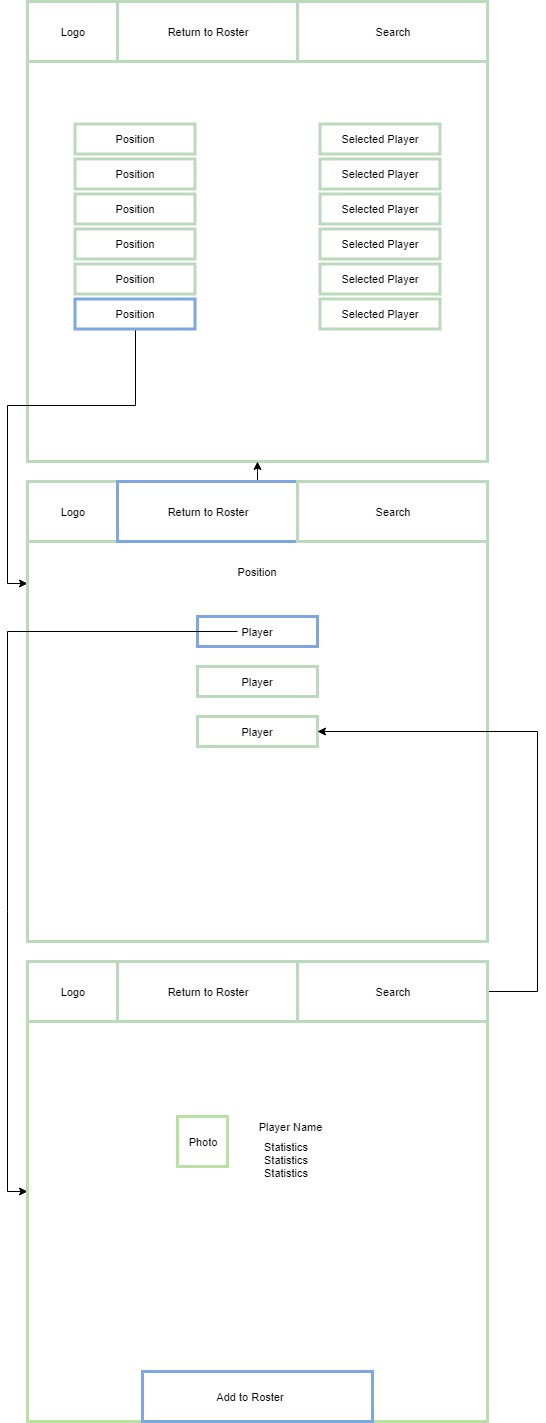 Logo
Return to Roster
Search
Position
Selected Player
Position
Selected Player
Position
Selected Player
Position
Selected Player
Position
Selected Player
Position
Selected Player
Logo
Return to Roster
Search
Position
Player
Player
Player
Logo
Return to Roster
Search
Photo
Player Name
Statistics
Statistics
Statistics
Add to Roster